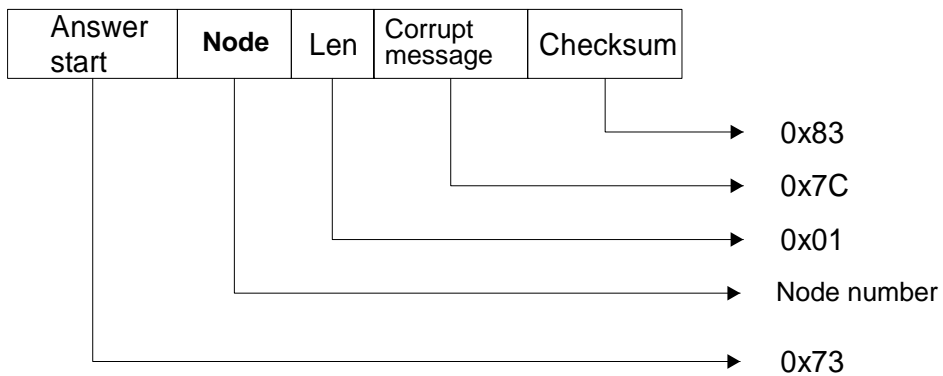 Answer
start
Node
Len
Corrupt
message
Checksum
0x83
0x7C
0x01
Node number
0x73